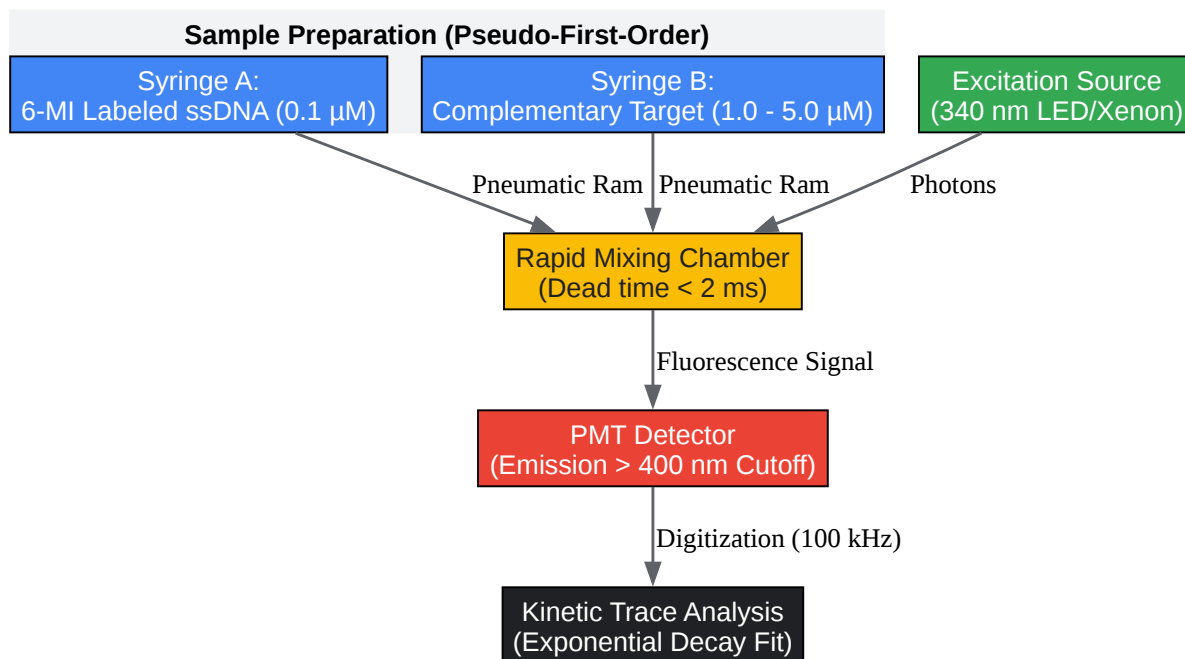 Sample Preparation (Pseudo-First-Order)
Syringe A:
6-MI Labeled ssDNA (0.1 µM)
Syringe B:
Complementary Target (1.0 - 5.0 µM)
Excitation Source
(340 nm LED/Xenon)
Pneumatic Ram
Pneumatic Ram
Photons
Rapid Mixing Chamber
(Dead time < 2 ms)
Fluorescence Signal
PMT Detector
(Emission > 400 nm Cutoff)
Digitization (100 kHz)
Kinetic Trace Analysis
(Exponential Decay Fit)